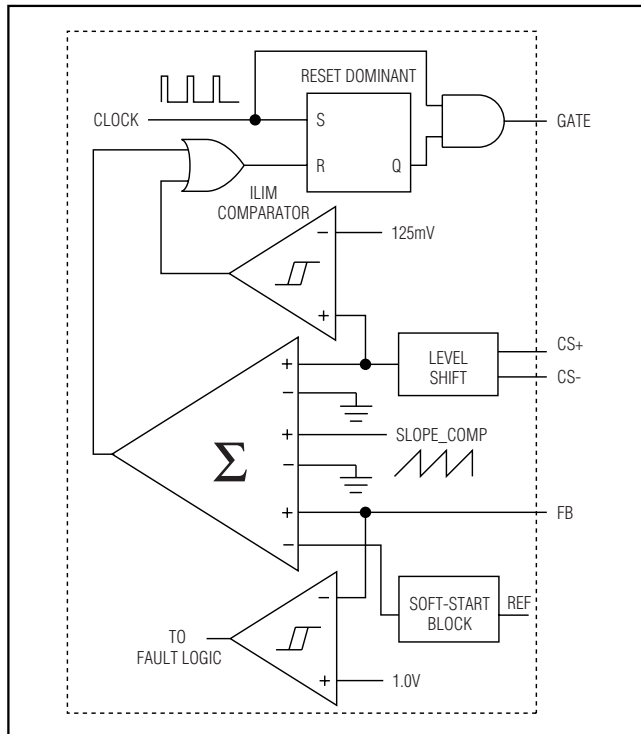 RESET DOMINANT
CLOCK
S
R
Q
GATE
ILIM
COMPARATOR
−
125mV
+
+
−
+
−
+
−
Σ
LEVEL
SHIFT
CS+
CS-
SLOPE_COMP
FB
SOFT-START
BLOCK
REF
−
+
TO
FAULT LOGIC
1.0V